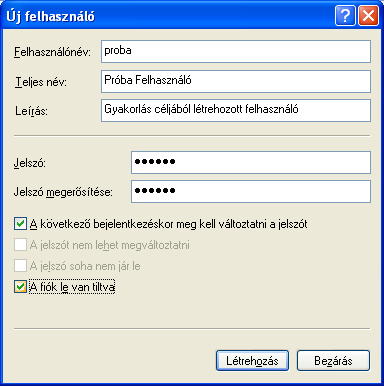 Új felhasználó
Felhasználónév: proba
Teljes név: Próba Felhasználó
Leírás: Gyakorlás céljából létrehozott felhasználó
Jelszó: ●●●●●●
Jelszó megerősítése: ●●●●●●
A következő bejelentkezéskor meg kell változtatni a jelszót
A jelszót nem lehet megváltoztatni
A jelszó soha nem jár le
A fiók le van tiltva
Létrehozás Bezárás